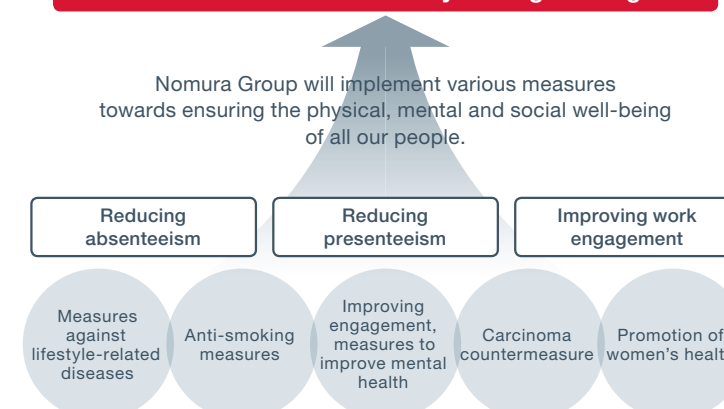 Nomura Group will implement various measures
towards ensuring the physical, mental and social well-being
of all our people.
Reducing
absenteeism
Reducing
presenteeism
Improving work
engagement
Measures
against
lifestyle-related
diseases
Anti-smoking
measures
Improving
engagement,
measures to
improve mental
health
Carcinoma
countermeasure
Promotion of
women's